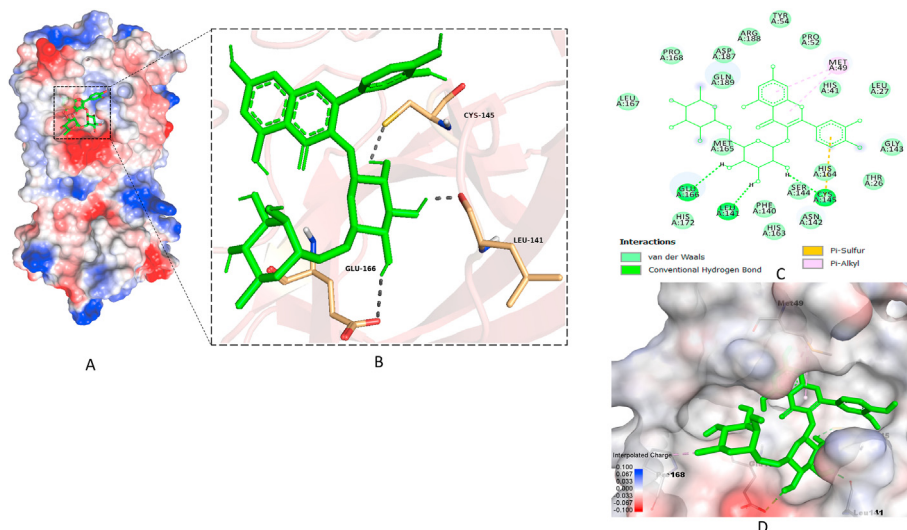 A
CYS-145
LEU-141
GLU-166
B
TYR
A:54
ARG
A:188
PRO
A:52
PRO
A:168
ASP
A:187
MET
A:49
GLN
A:189
HIS
A:41
LEU
A:27
LEU
A:167
MET
A:165
GLY
A:143
HIS
A:164
THR
A:26
GLU
A:166
SER
A:144
CYS
A:145
HIS
A:172
LEU
A:141
PHE
A:140
ASN
A:142
HIS
A:163
H
H
H
Interactions
van der Waals
Conventional Hydrogen Bond
Pi-Sulfur
Pi-Alkyl
C
Met49
Interpolated Charge
0.100
0.067
0.033
0.000
-0.033
-0.067
-0.100
Leu141
D